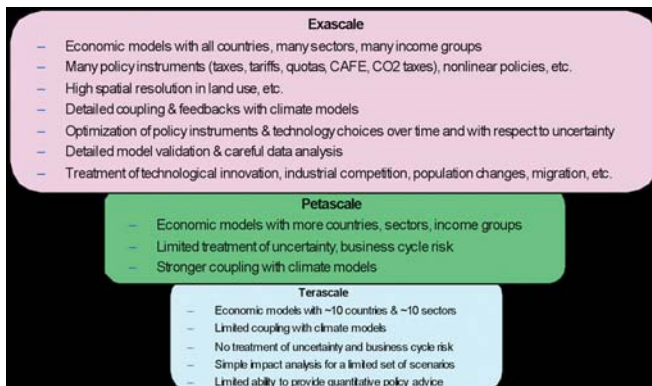 Exascale
– Economic models with all countries, many sectors, many income groups
– Many policy instruments (taxes, tariffs, quotas, CAFE, CO2 taxes), nonlinear policies, etc.
– High spatial resolution in land use, etc.
– Detailed coupling & feedbacks with climate models
– Optimization of policy instruments & technology choices over time and with respect to uncertainty
– Detailed model validation & careful data analysis
– Treatment of technological innovation, industrial competition, population changes, migration, etc.
Petascale
– Economic models with more countries, sectors, income groups
– Limited treatment of uncertainty, business cycle risk
– Stronger coupling with climate models
Terascale
– Economic models with ~10 countries & ~10 sectors
– Limited coupling with climate models
– No treatment of uncertainty and business cycle risk
– Simple impact analysis for a limited set of scenarios
– Limited ability to provide quantitative policy advice